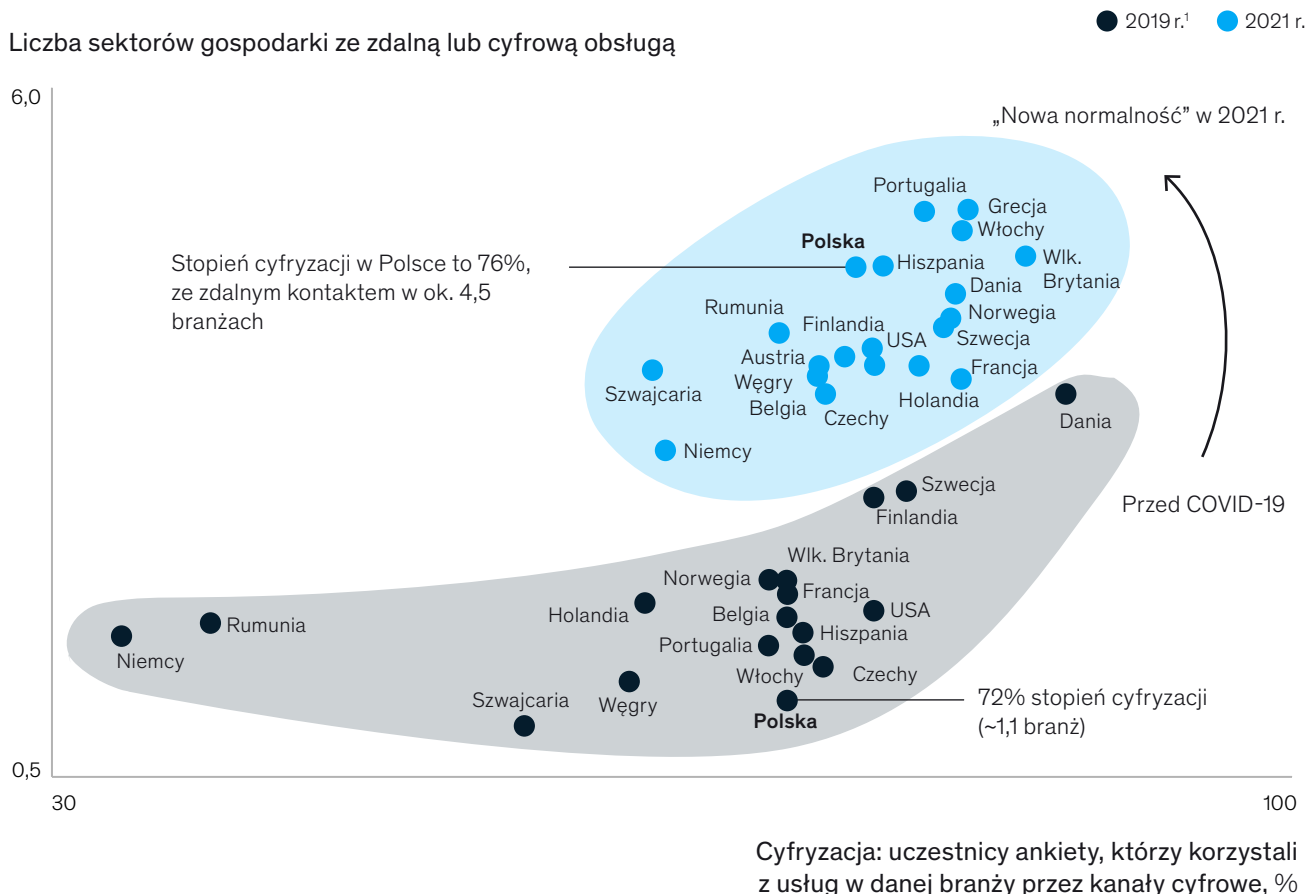 2019 r.¹
2021 r.
Liczba sektorów gospodarki ze zdalną lub cyfrową obsługą
6,0
„Nowa normalność” w 2021 r.
Portugalia
Grecja
Włochy
Polska
Hiszpania
Wlk.
Brytania
Stopień cyfryzacji w Polsce to 76%,
ze zdalnym kontaktem w ok. 4,5
branżach
Dania
Norwegia
Szwecja
Rumunia
Finlandia
USA
Austria
Węgry
Belgia
Czechy
Francja
Holandia
Szwajcaria
Niemcy
Dania
Szwecja
Finlandia
Przed COVID-19
Wlk. Brytania
Norwegia
Francja
Holandia
Belgia
USA
Hiszpania
Portugalia
Włochy
Czechy
Rumunia
Niemcy
Szwajcaria
Węgry
Polska
72% stopień cyfryzacji
(~1,1 branż)
0,5
30
100
Cyfryzacja: uczestnicy ankiety, którzy korzystali
z usług w danej branży przez kanały cyfrowe, %